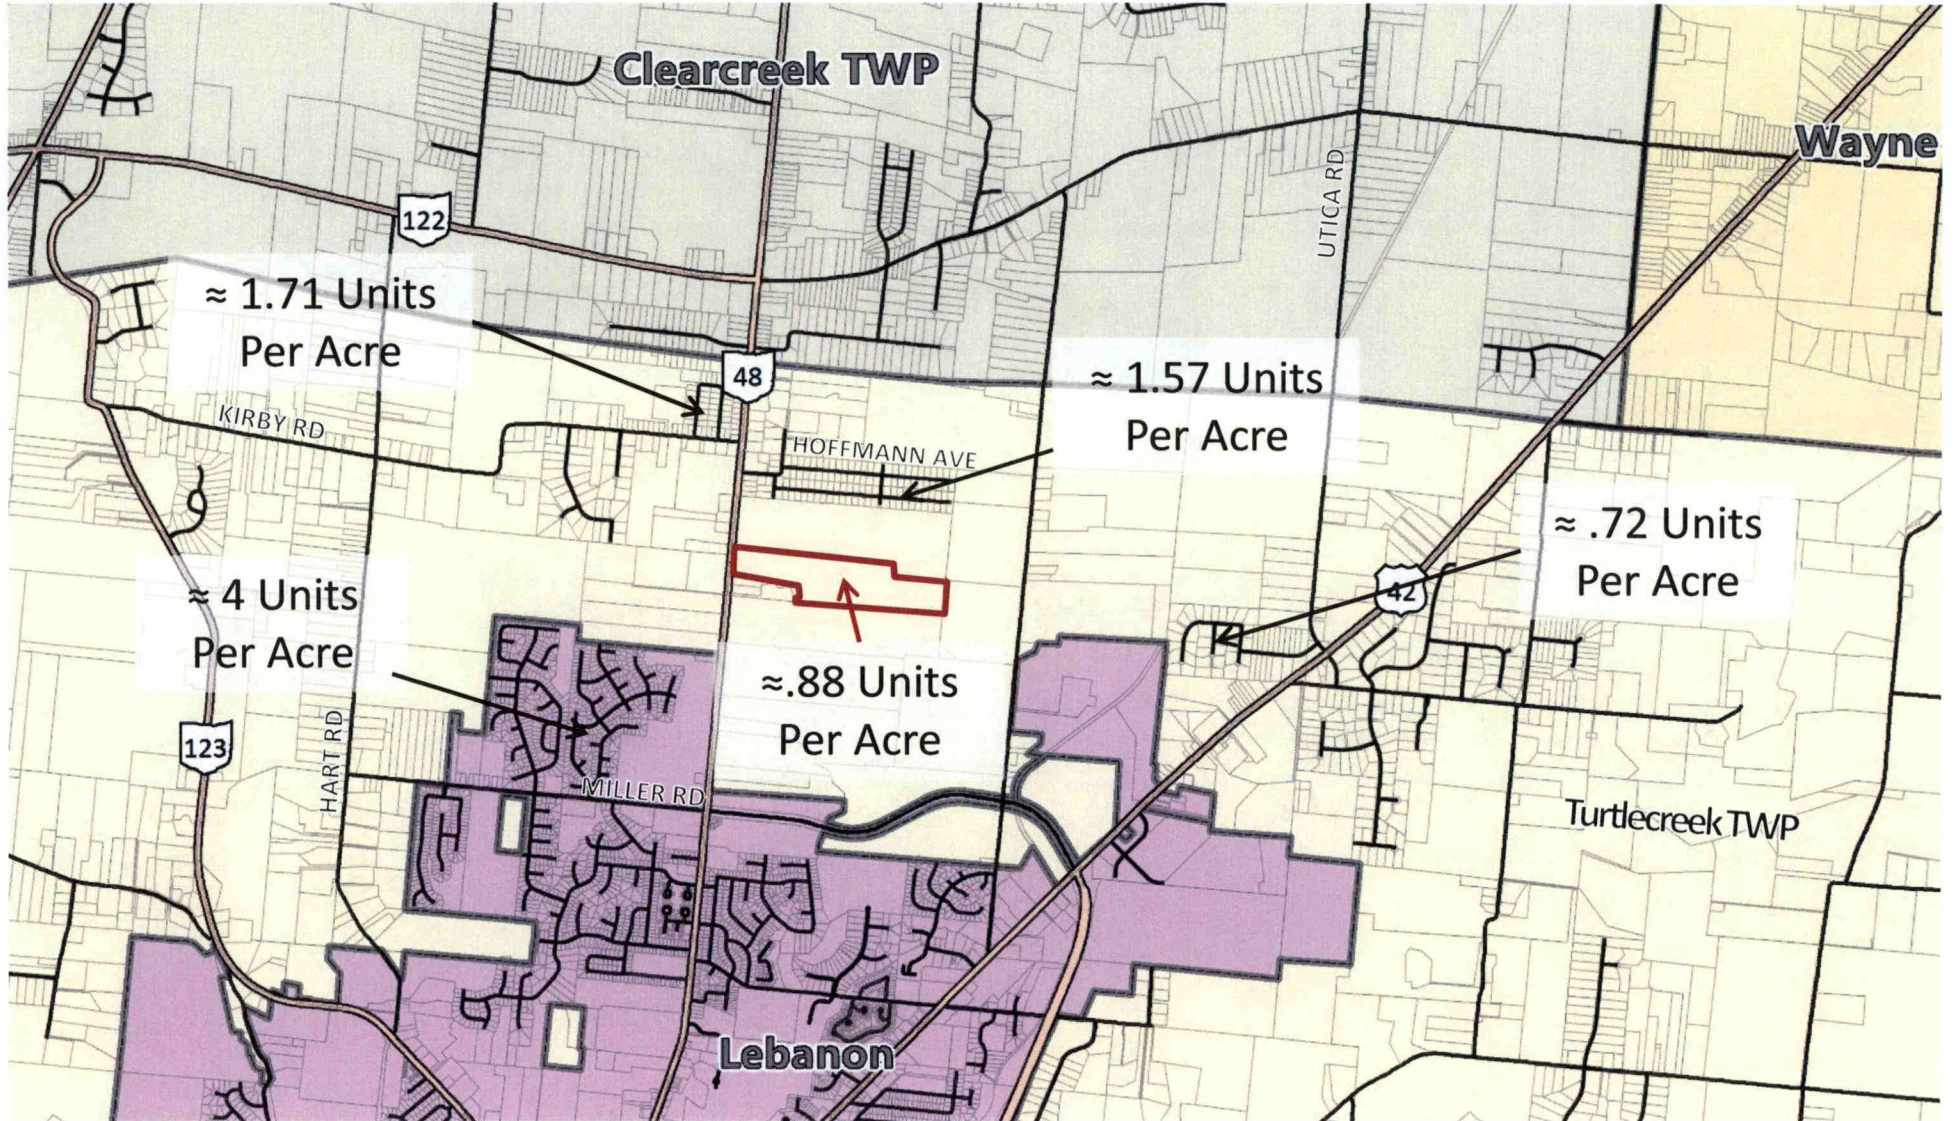 Clearcreek TWP
Wayne
UTICA RD
122
≈ 1.71 Units
Per Acre
48
≈ 1.57 Units
Per Acre
KIRBY RD
HOFFMANN AVE
≈ .72 Units
Per Acre
42
≈ 4 Units
Per Acre
≈.88 Units
Per Acre
123
HART RD
MILLER RD
Turtlecreek TWP
Lebanon